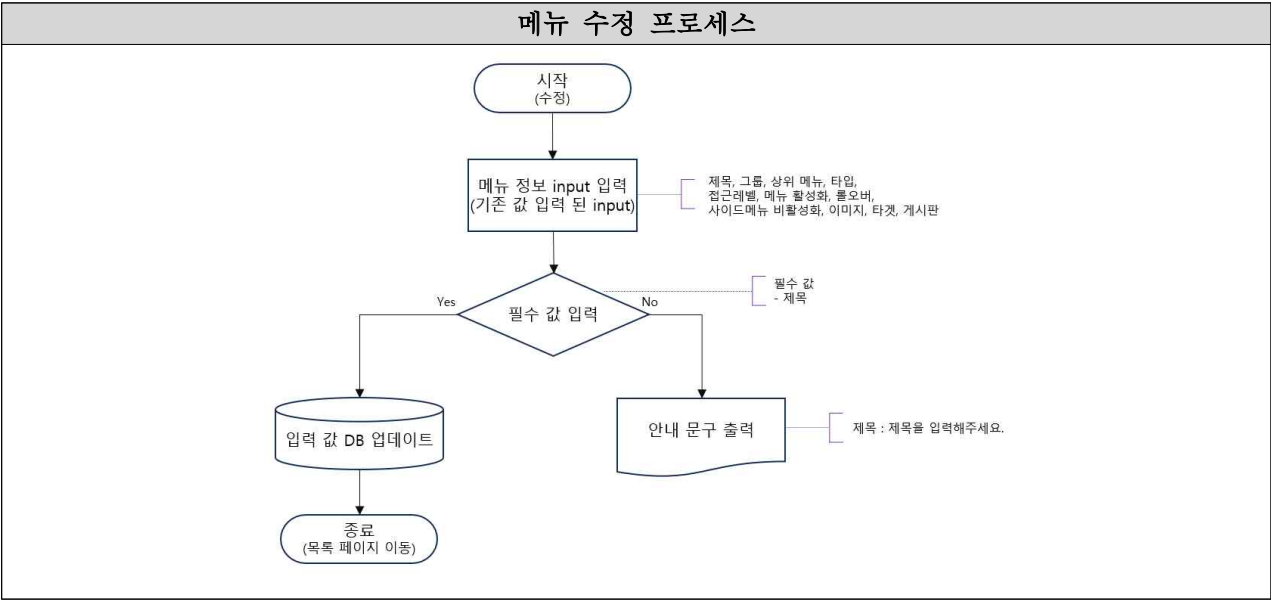 메뉴 수정 프로세스
시작
(수정)
메뉴 정보 input 입력
(기존 값 입력 된 input)
제목, 그룹, 상위 메뉴, 타입,
접근레벨, 메뉴 활성화, 롤오버,
사이드메뉴 비활성화, 이미지, 타겟, 게시판
필수 값
- 제목
Yes
No
필수 값 입력
입력 값 DB 업데이트
안내 문구 출력
제목 : 제목을 입력해주세요.
종료
(목록 페이지 이동)